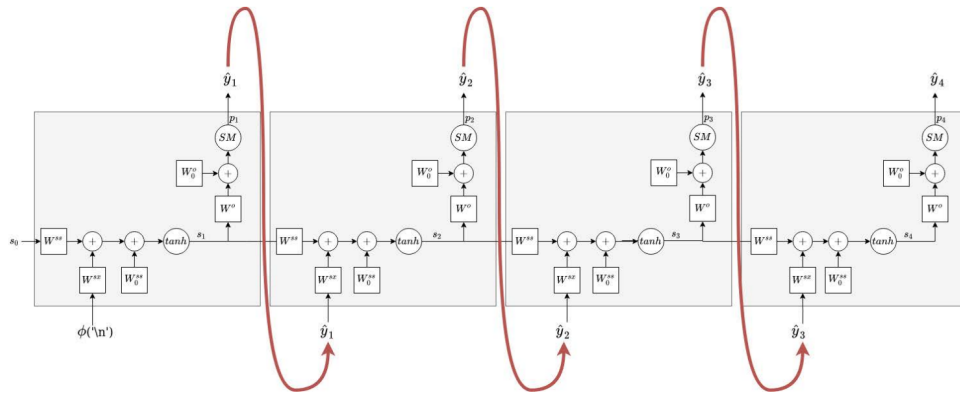 ŷ₁ ŷ₂ ŷ₃ ŷ₄
p₁ p₂ p₃ p₄
SM SM SM SM
W₀ᵒ + W₀ᵒ + W₀ᵒ + W₀ᵒ +
Wᵒ Wᵒ Wᵒ Wᵒ
s₀ Wˢˢ + + tanh s₁ Wˢˢ + + tanh s₂ Wˢˢ + + tanh s₃ Wˢˢ + + tanh s₄
Wˢˣ W₀ˢˢ Wˢˣ W₀ˢˢ Wˢˣ W₀ˢˢ Wˢˣ W₀ˢˢ
ϕ('\n') ŷ₁ ŷ₂ ŷ₃